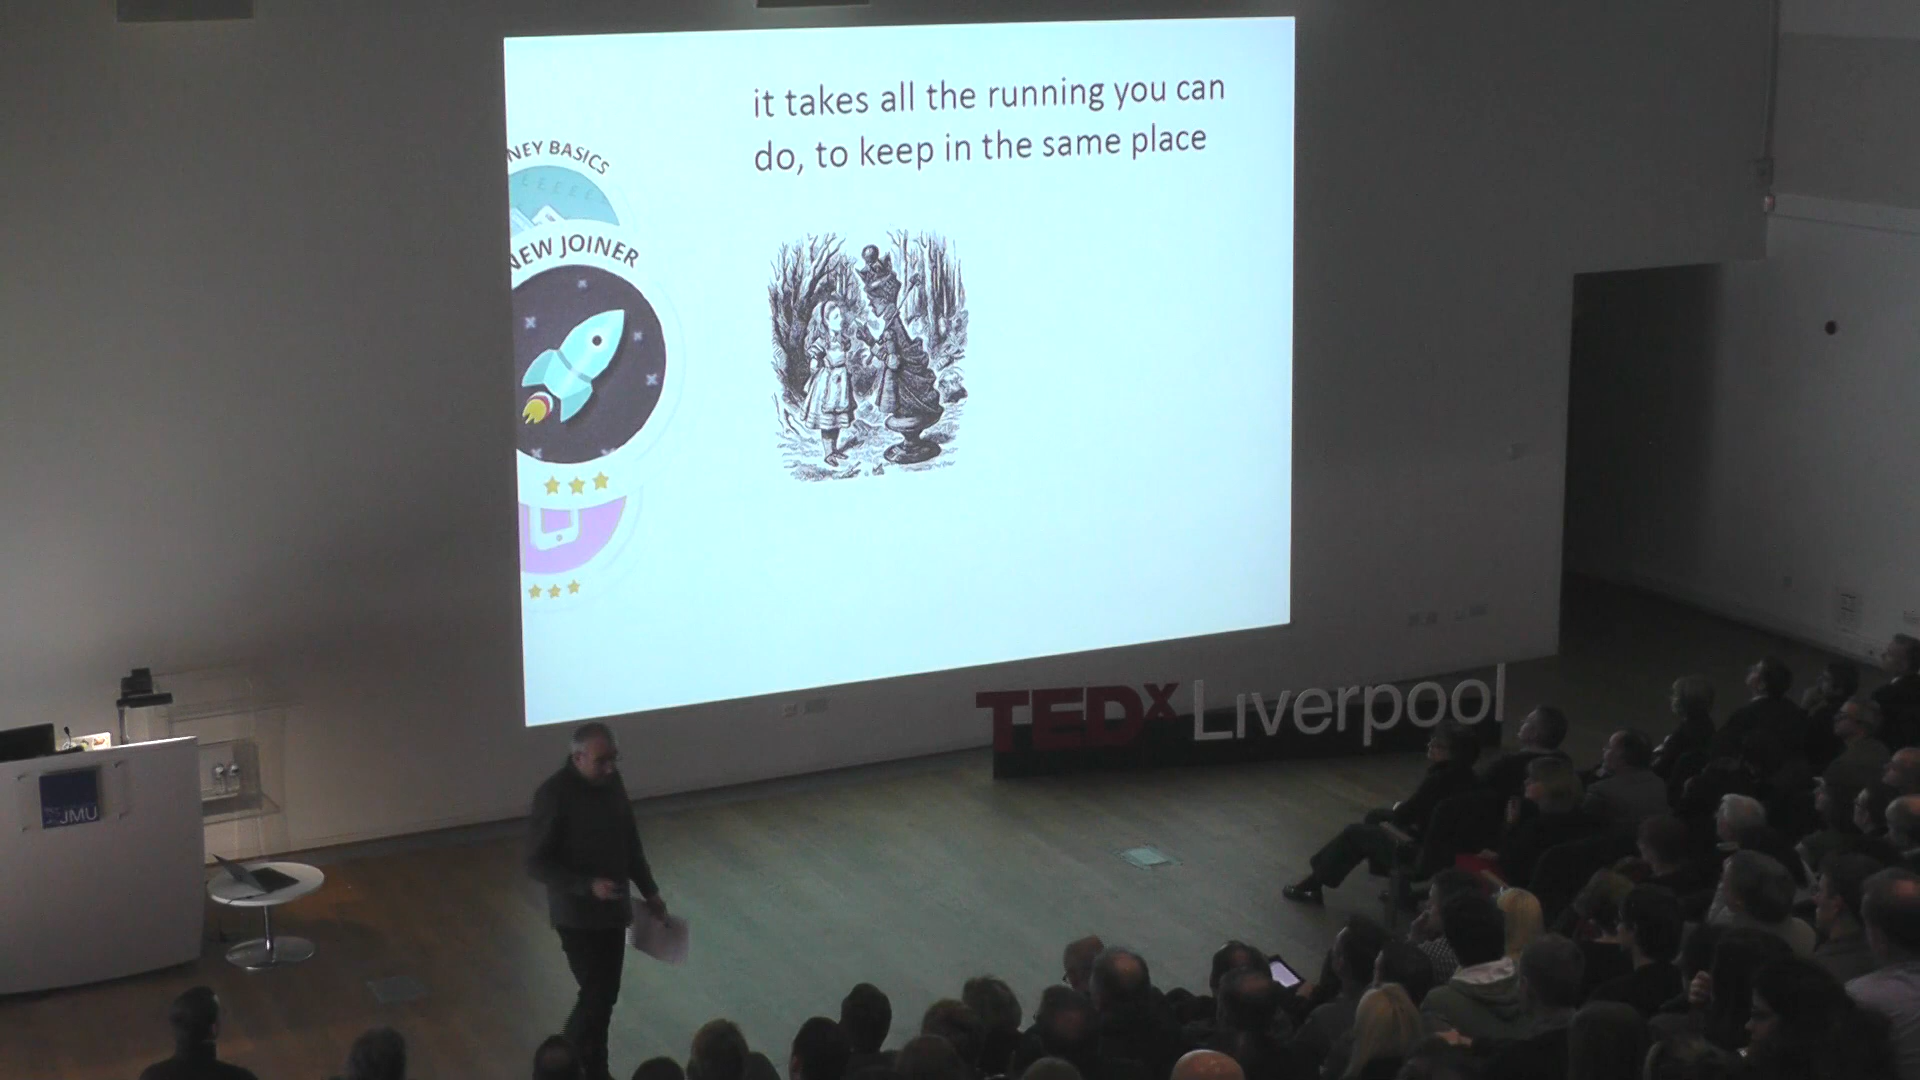 it takes all the running you can
do, to keep in the same place
NEY BASICS
NEW JOINER
TEDx Liverpool
JMU